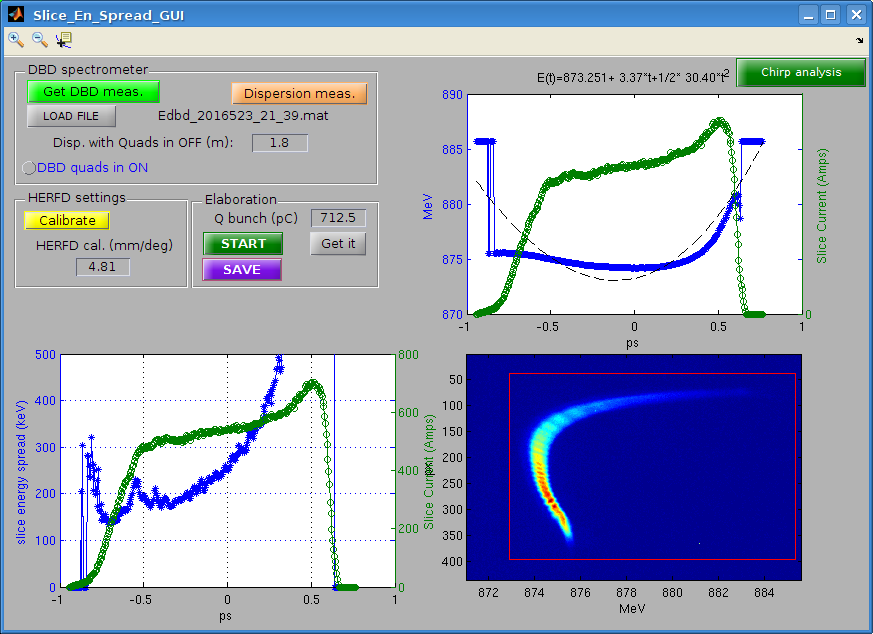 Slice_En_Spread_GUI
DBD spectrometer
Get DBD meas.
Dispersion meas.
LOAD FILE
Edbd_2016523_21_39.mat
Disp. with Quads in OFF (m):
1.8
DBD quads in ON
HERFD settings
Calibrate
HERFD cal. (mm/deg)
4.81
Elaboration
Q bunch (pC)
712.5
START
Get it
SAVE
E(t)=873.251+ 3.37*t+1/2* 30.40*t²
Chirp analysis
890
885
880
875
870
MeV
-1
-0.5
0
0.5
1
ps
0
Slice Current (Amps)
500
400
300
200
100
0
slice energy spread (keV)
800
600
400
200
0
Slice Current (Amps)
-1
-0.5
0
0.5
1
ps
50
100
150
200
250
300
350
400
872
874
876
878
880
882
884
MeV